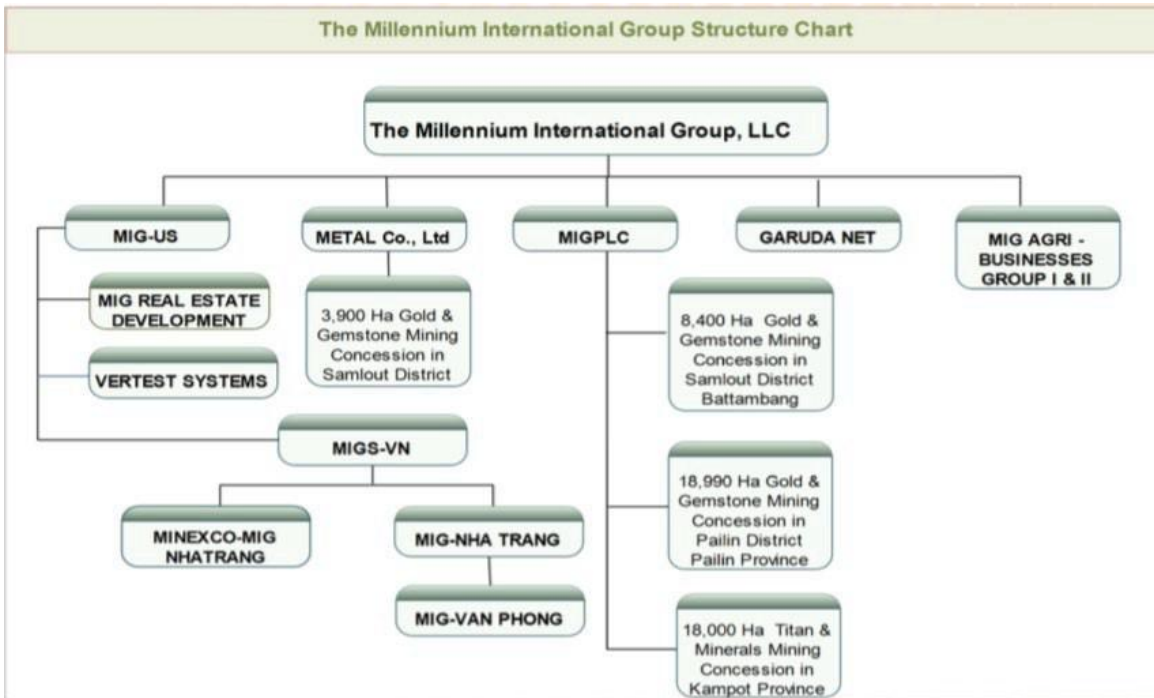 The Millennium International Group Structure Chart
The Millennium International Group, LLC
MIG-US
METAL Co., Ltd
MIGPLC
GARUDA NET
MIG AGRI -
BUSINESSES
GROUP I & II
MIG REAL ESTATE
DEVELOPMENT
VERTEST SYSTEMS
3,900 Ha Gold &
Gemstone Mining
Concession in
Samlout District
8,400 Ha Gold &
Gemstone Mining
Concession in
Samlout District
Battambang
MIGS-VN
MINEXCO-MIG
NHATRANG
MIG-NHA TRANG
MIG-VAN PHONG
18,990 Ha Gold &
Gemstone Mining
Concession in
Pailin District
Pailin Province
18,000 Ha Titan &
Minerals Mining
Concession in
Kampot Province